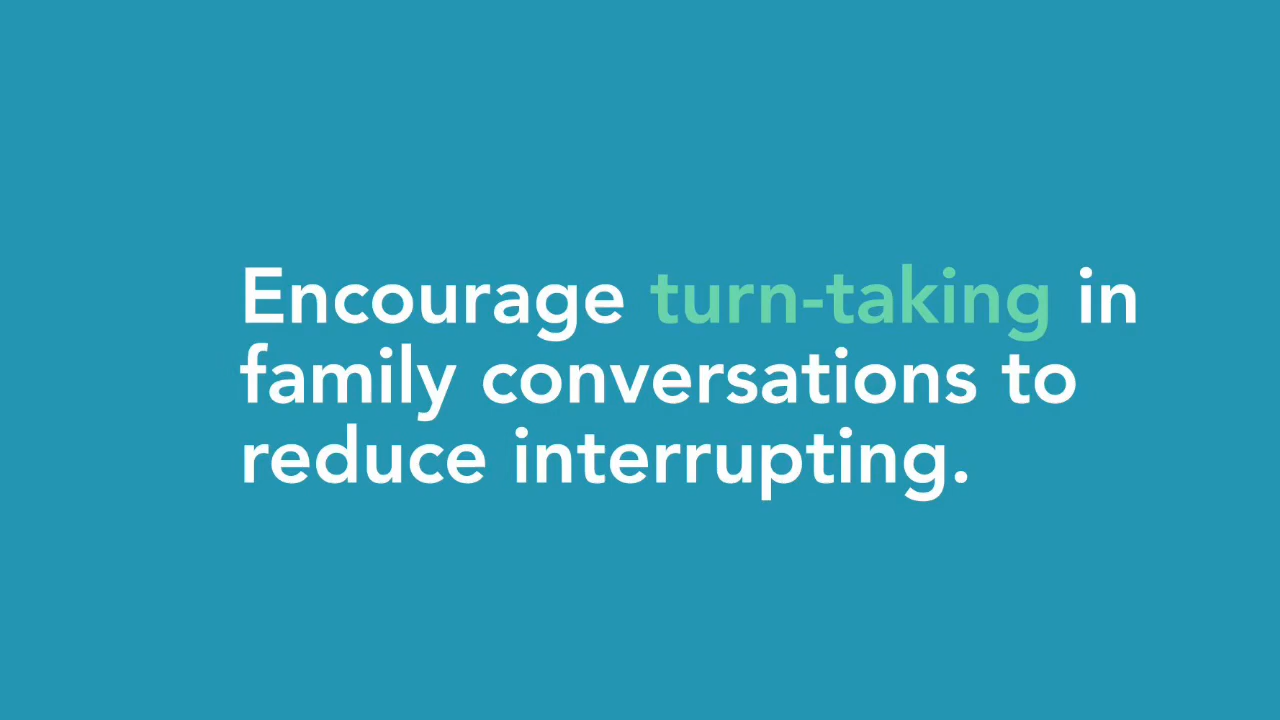 Encourage turn-taking in
family conversations to
reduce interrupting.